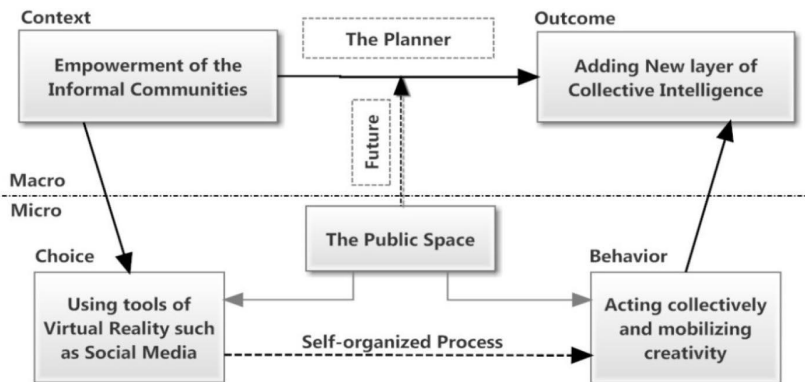 Context
The Planner
Outcome
Empowerment of the
Informal Communities
Adding New layer of
Collective Intelligence
Future
Macro
Micro
The Public Space
Choice
Behavior
Using tools of
Virtual Reality such
as Social Media
Self-organized Process
Acting collectively
and mobilizing
creativity